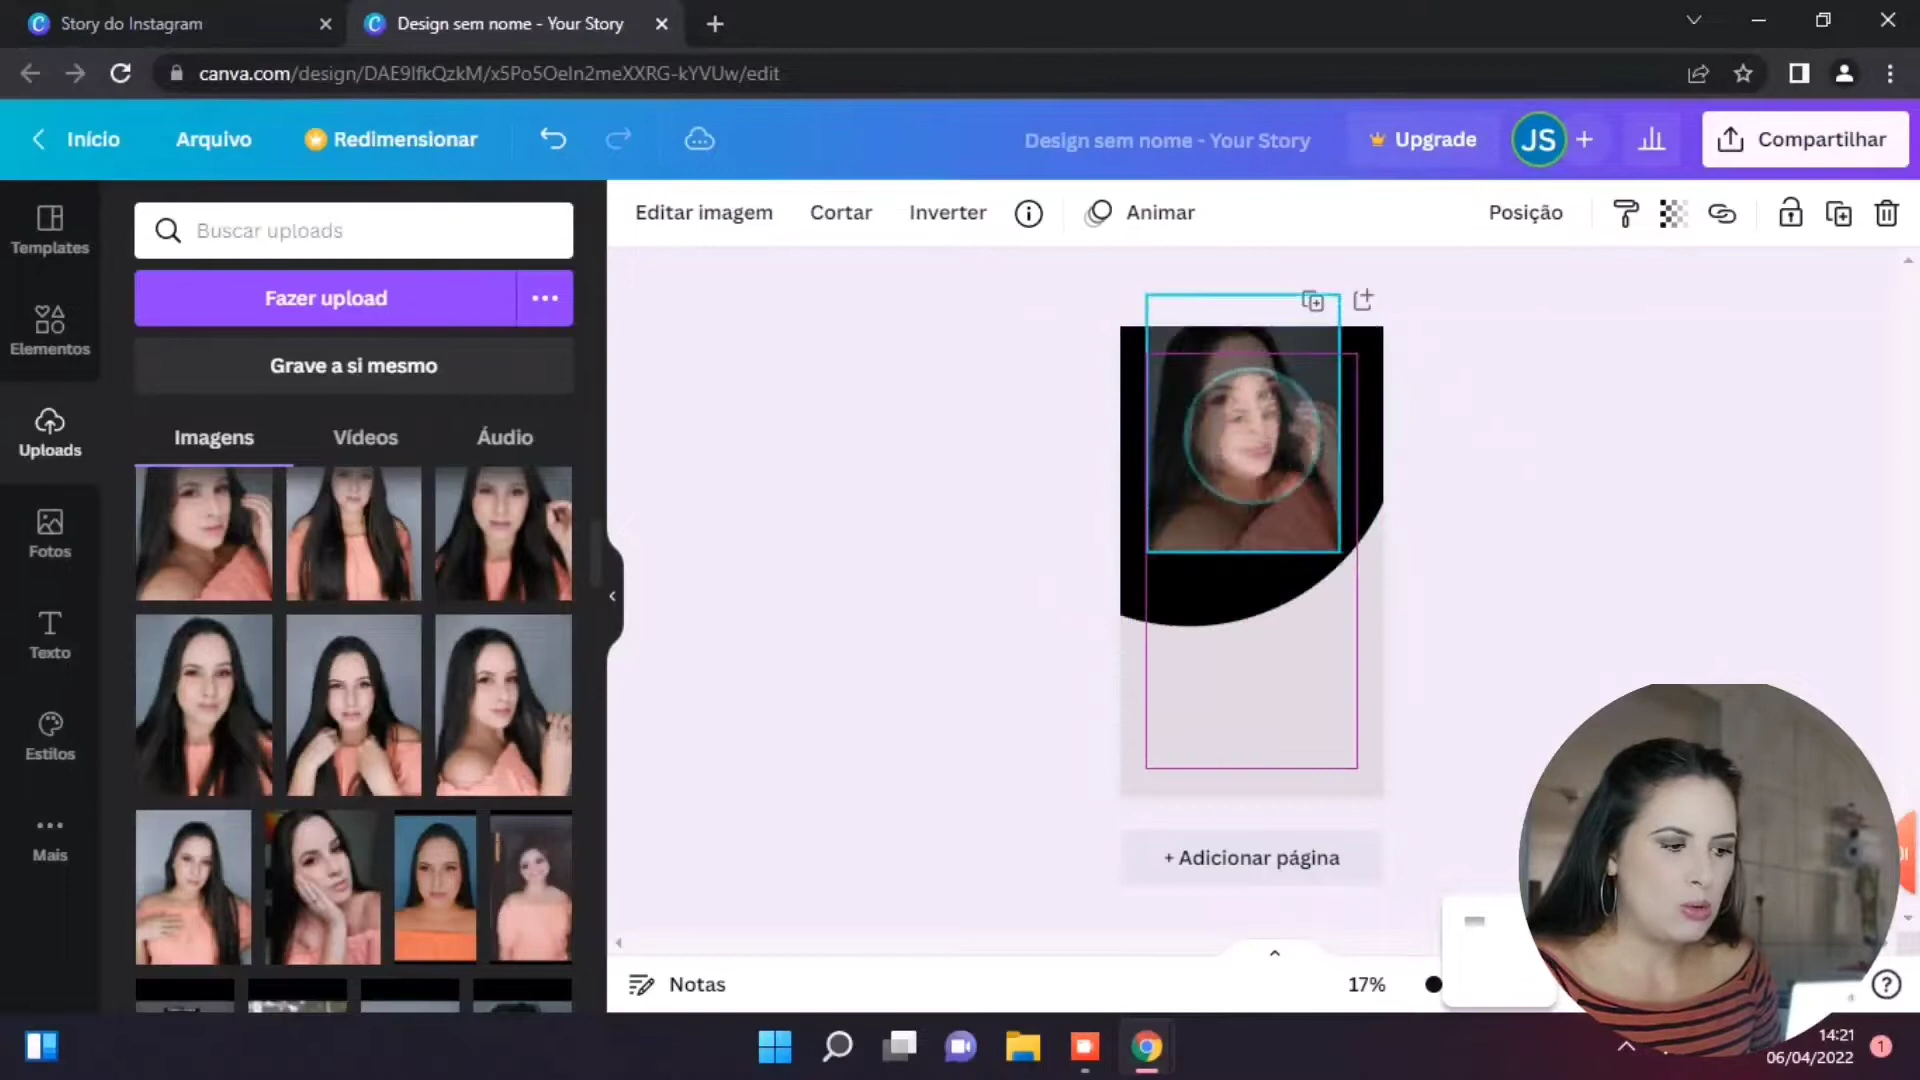 Story do Instagram
Design sem nome - Your Story
canva.com/design/DAE9IfkQzkM/x5Po5OeIn2meXXRG-kYVUw/edit
Início
Arquivo
Redimensionar
Design sem nome - Your Story
Upgrade
JS
Compartilhar
Templates
Elementos
Uploads
Fotos
Texto
Estilos
Mais
Buscar uploads
Fazer upload
Grave a si mesmo
Imagens
Vídeos
Áudio
Editar imagem
Cortar
Inverter
Animar
Posição
+ Adicionar página
Notas
17%
14:21
06/04/2022
1